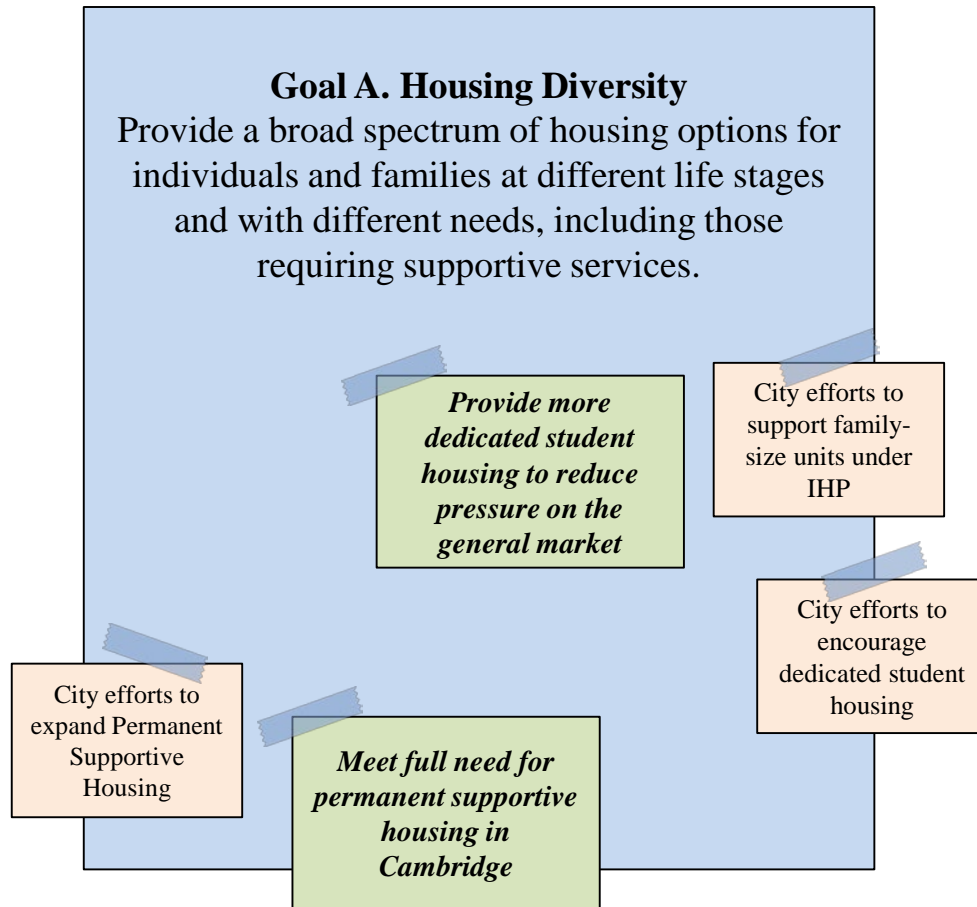 Goal A. Housing Diversity
Provide a broad spectrum of housing options for
individuals and families at different life stages
and with different needs, including those
requiring supportive services.
Provide more
dedicated student
housing to reduce
pressure on the
general market
City efforts to
support family-
size units under
IHP
City efforts to
encourage
dedicated student
housing
City efforts to
expand Permanent
Supportive
Housing
Meet full need for
permanent supportive
housing in
Cambridge